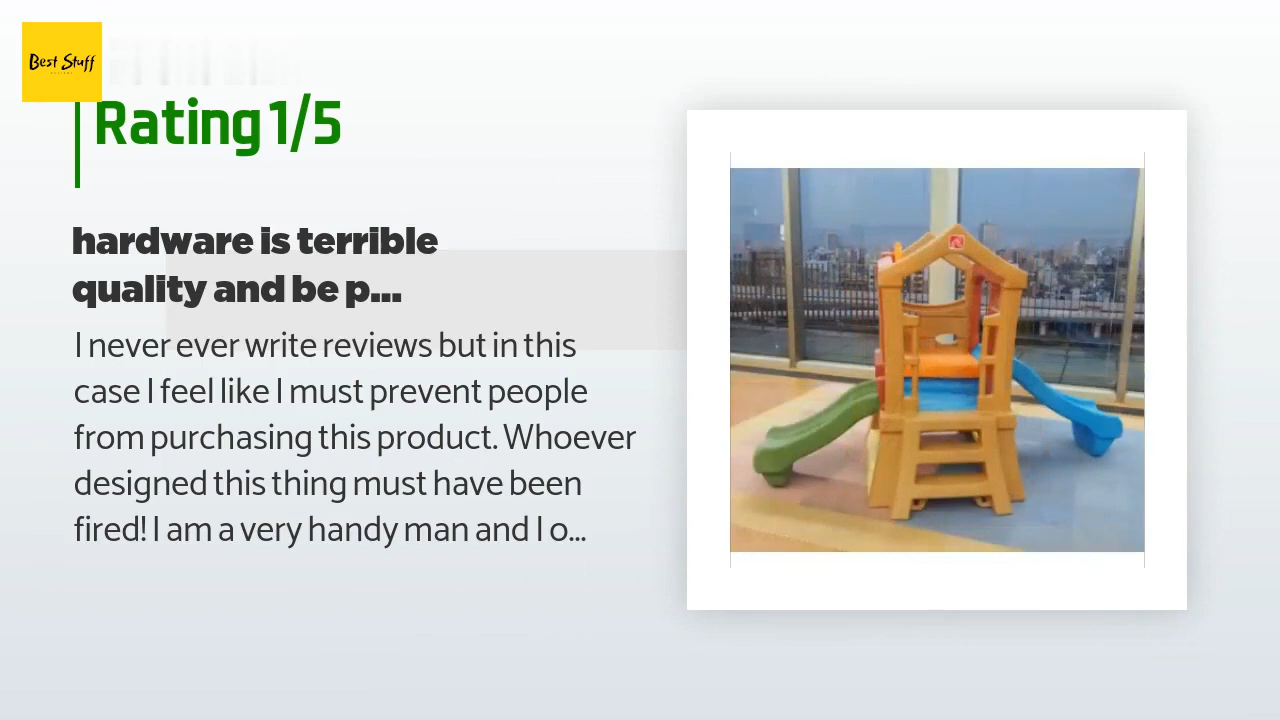 Best Stuff
Rating 1/5
hardware is terrible
quality and be p...
I never ever write reviews but in this
case I feel like I must prevent people
from purchasing this product. Whoever
designed this thing must have been
fired! I am a very handy man and I o...